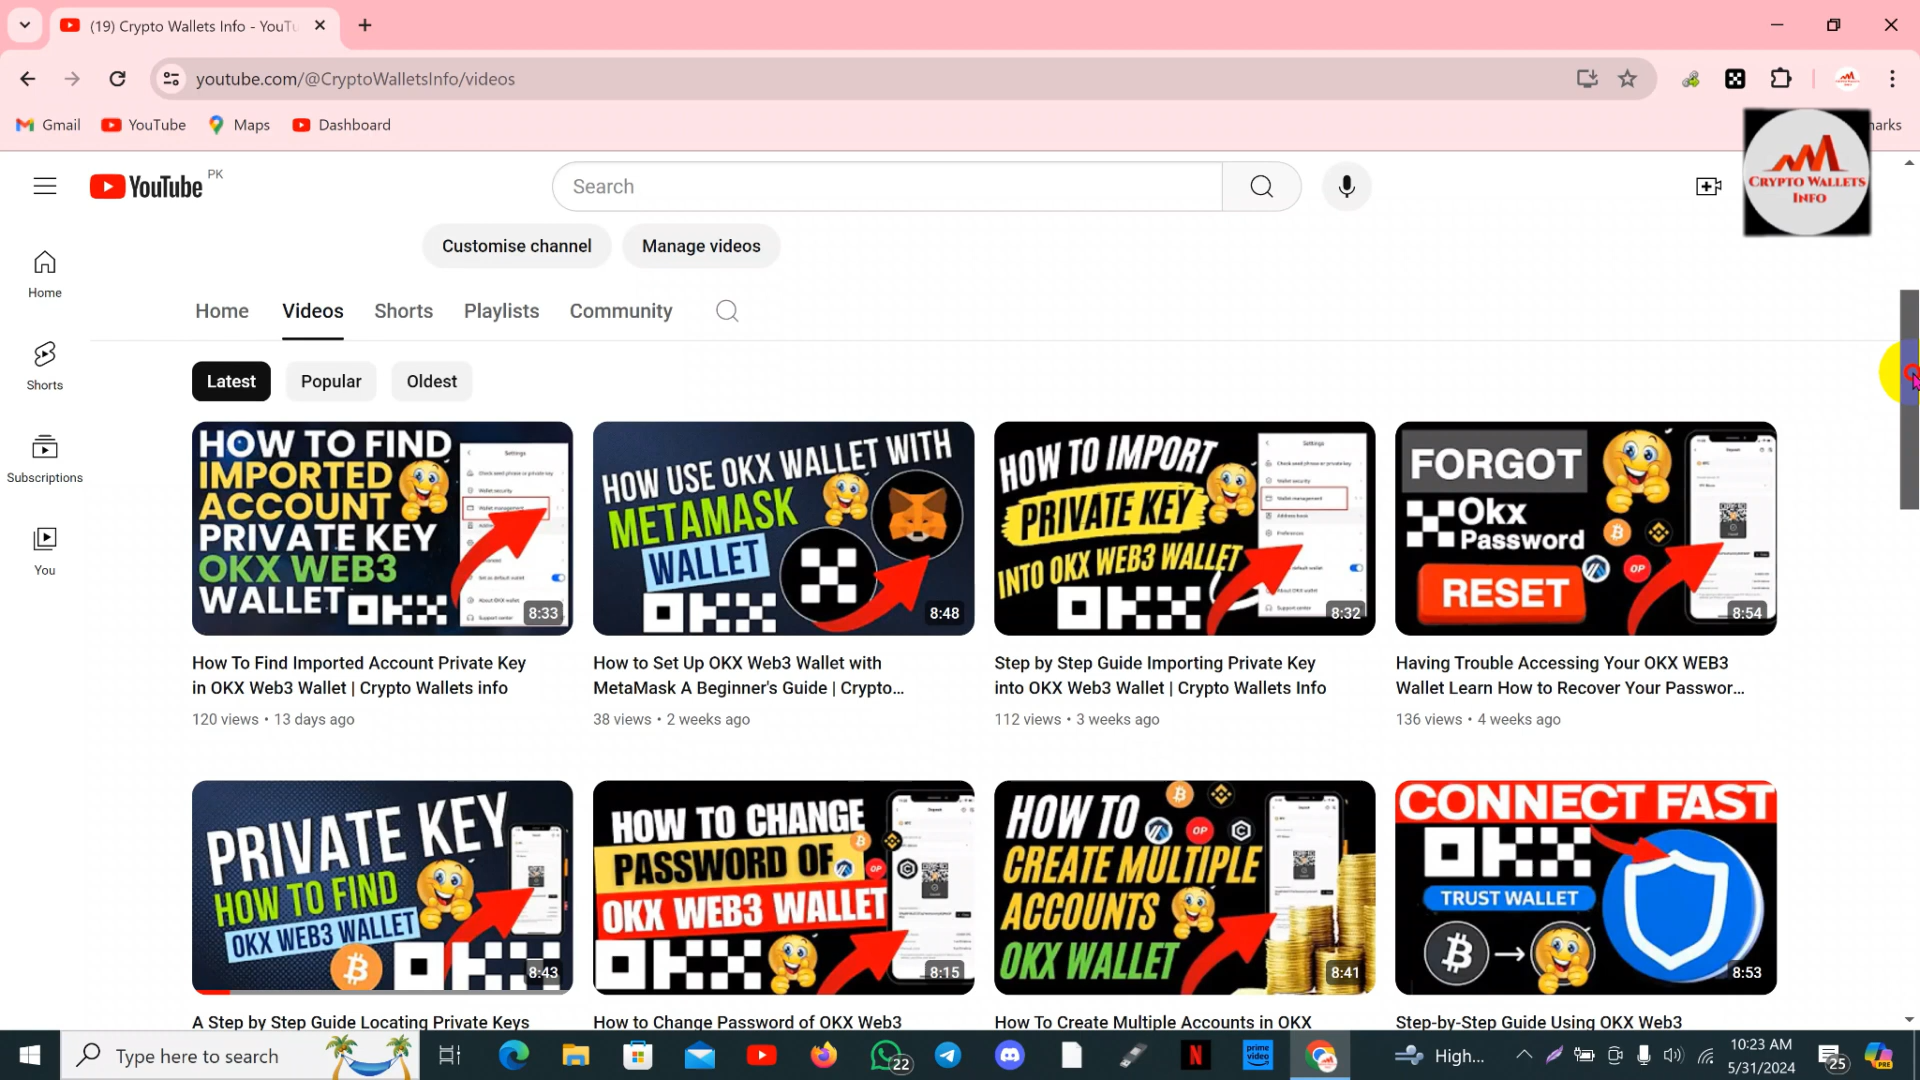 (19) Crypto Wallets Info - YouTu
youtube.com/@CryptoWalletsInfo/videos
Gmail YouTube Maps Dashboard
CRYPTO WALLETS
INFO
YouTube PK
Search
Customise channel Manage videos
Home
Shorts
Subscriptions
You
Home Videos Shorts Playlists Community
Latest Popular Oldest
HOW TO FIND
IMPORTED
ACCOUNT
PRIVATE KEY
OKX WEB3
WALLET
8:33
HOW USE OKX WALLET WITH
METAMASK
WALLET
8:48
HOW TO IMPORT
PRIVATE KEY
INTO OKX WEB3 WALLET
Settings
8:32
FORGOT
Okx
Password
RESET
8:54
How To Find Imported Account Private Key
in OKX Web3 Wallet | Crypto Wallets info
120 views • 13 days ago
How to Set Up OKX Web3 Wallet with
MetaMask A Beginner's Guide | Crypto...
38 views • 2 weeks ago
Step by Step Guide Importing Private Key
into OKX Web3 Wallet | Crypto Wallets Info
112 views • 3 weeks ago
Having Trouble Accessing Your OKX WEB3
Wallet Learn How to Recover Your Passwor...
136 views • 4 weeks ago
PRIVATE KEY
HOW TO FIND
OKX WEB3 WALLET
8:43
HOW TO CHANGE
PASSWORD OF
OKX WEB3 WALLET
8:15
HOW TO
CREATE MULTIPLE
ACCOUNTS
OKX WALLET
8:41
CONNECT FAST
OKX
TRUST WALLET
8:53
A Step by Step Guide Locating Private Keys
How to Change Password of OKX Web3
How To Create Multiple Accounts in OKX
Step-by-Step Guide Using OKX Web3
Type here to search
22
High...
10:23 AM
5/31/2024
25